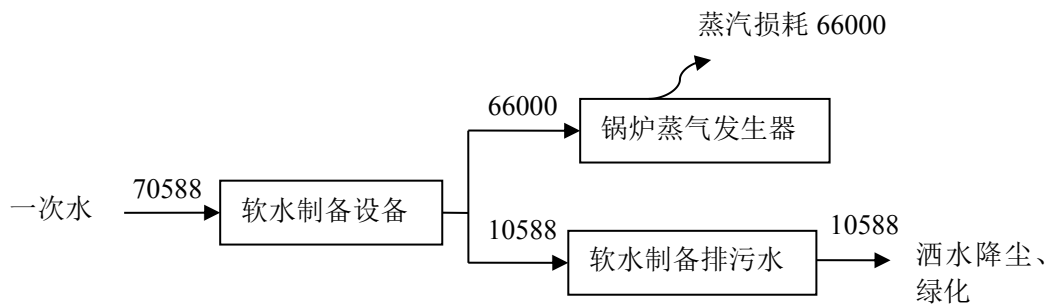 蒸汽损耗 66000
66000
锅炉蒸气发生器
一次水
70588
软水制备设备
10588
软水制备排污水
10588
洒水降尘、
绿化